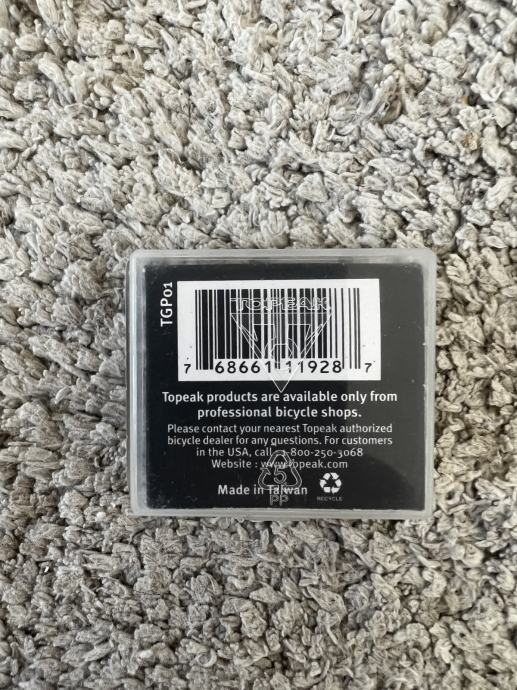 TGP01
TOPEAK
7 68661 11928 7
Topeak products are available only from
professional bicycle shops.
Please contact your nearest Topeak authorized
bicycle dealer for any questions. For customers
in the USA, call 1-800-250-3068
Website : www.topeak.com
5
PP
Made in Taiwan
RECYCLE